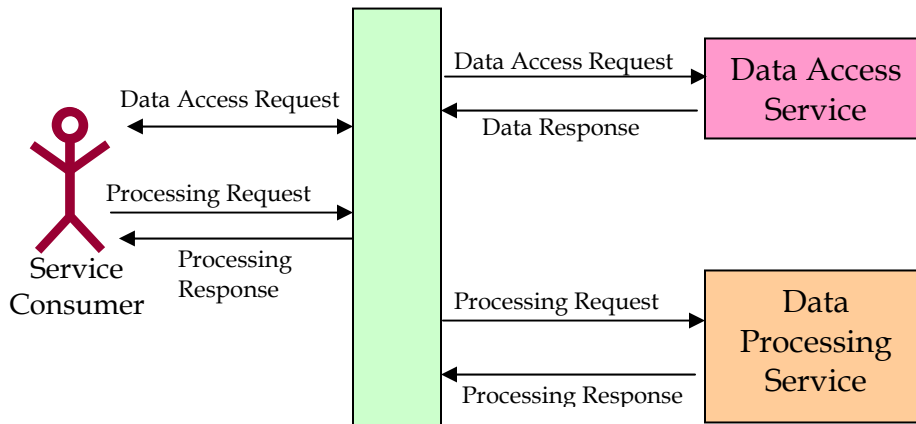 Data Access Request
Processing Request
Processing
Response
Service
Consumer
Data Access Request
Data Response
Processing Request
Processing Response
Data Access
Service
Data
Processing
Service